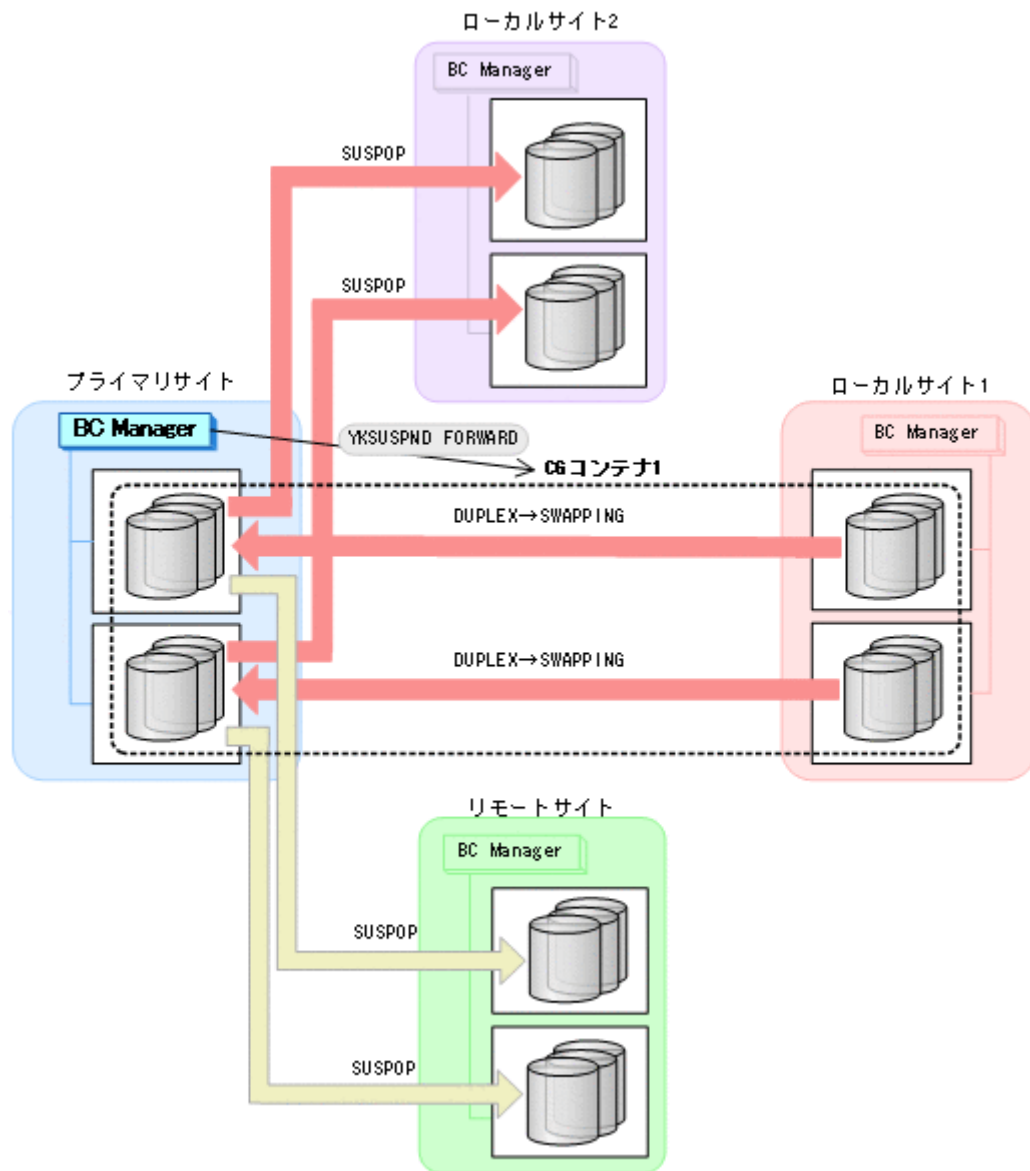 ローカルサイト2
BC Manager
SUSPOP
SUSPOP
プライマリサイト
ローカルサイト1
BC Manager
BC Manager
YKSUSPND FORWARD
CGコンテナ1
DUPLEX→SWAPPING
DUPLEX→SWAPPING
リモートサイト
BC Manager
SUSPOP
SUSPOP